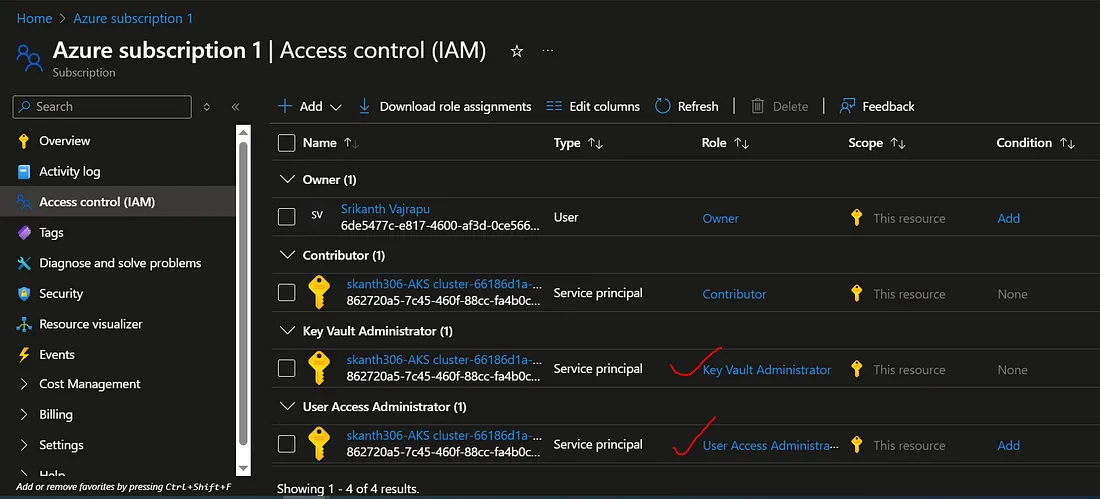 Home > Azure subscription 1
Azure subscription 1 | Access control (IAM) ☆ ···
Subscription
Search
Add Download role assignments Edit columns Refresh Delete Feedback
Overview
Activity log
Access control (IAM)
Tags
Diagnose and solve problems
Security
Resource visualizer
Events
Cost Management
Billing
Settings
Help
Add or remove favorites by pressing Ctrl+Shift+F
Name Type Role Scope Condition
Owner (1)
SV Srikanth Vajrapu
6de5477c-e817-4600-af3d-0ce566... User Owner This resource Add
Contributor (1)
skanth306-AKS cluster-66186d1a-...
862720a5-7c45-460f-88cc-fa4b0c... Service principal Contributor This resource None
Key Vault Administrator (1)
skanth306-AKS cluster-66186d1a-...
862720a5-7c45-460f-88cc-fa4b0c... Service principal Key Vault Administrator This resource None
User Access Administrator (1)
skanth306-AKS cluster-66186d1a-...
862720a5-7c45-460f-88cc-fa4b0c... Service principal User Access Administra··· This resource Add
Showing 1 - 4 of 4 results.